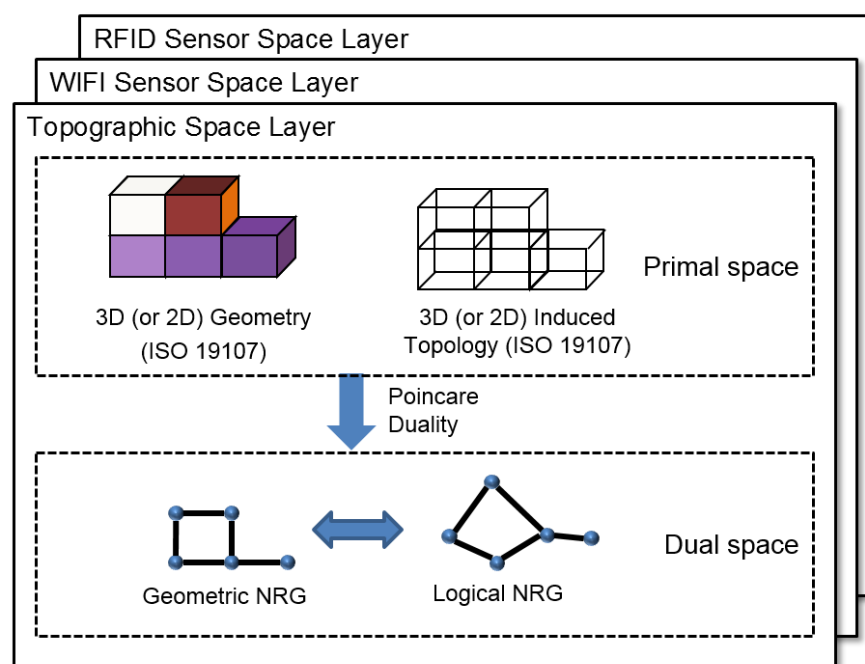 RFID Sensor Space Layer
WIFI Sensor Space Layer
Topographic Space Layer
Primal space
3D (or 2D) Geometry
(ISO 19107)
3D (or 2D) Induced
Topology (ISO 19107)
Poincare
Duality
Dual space
Geometric NRG
Logical NRG